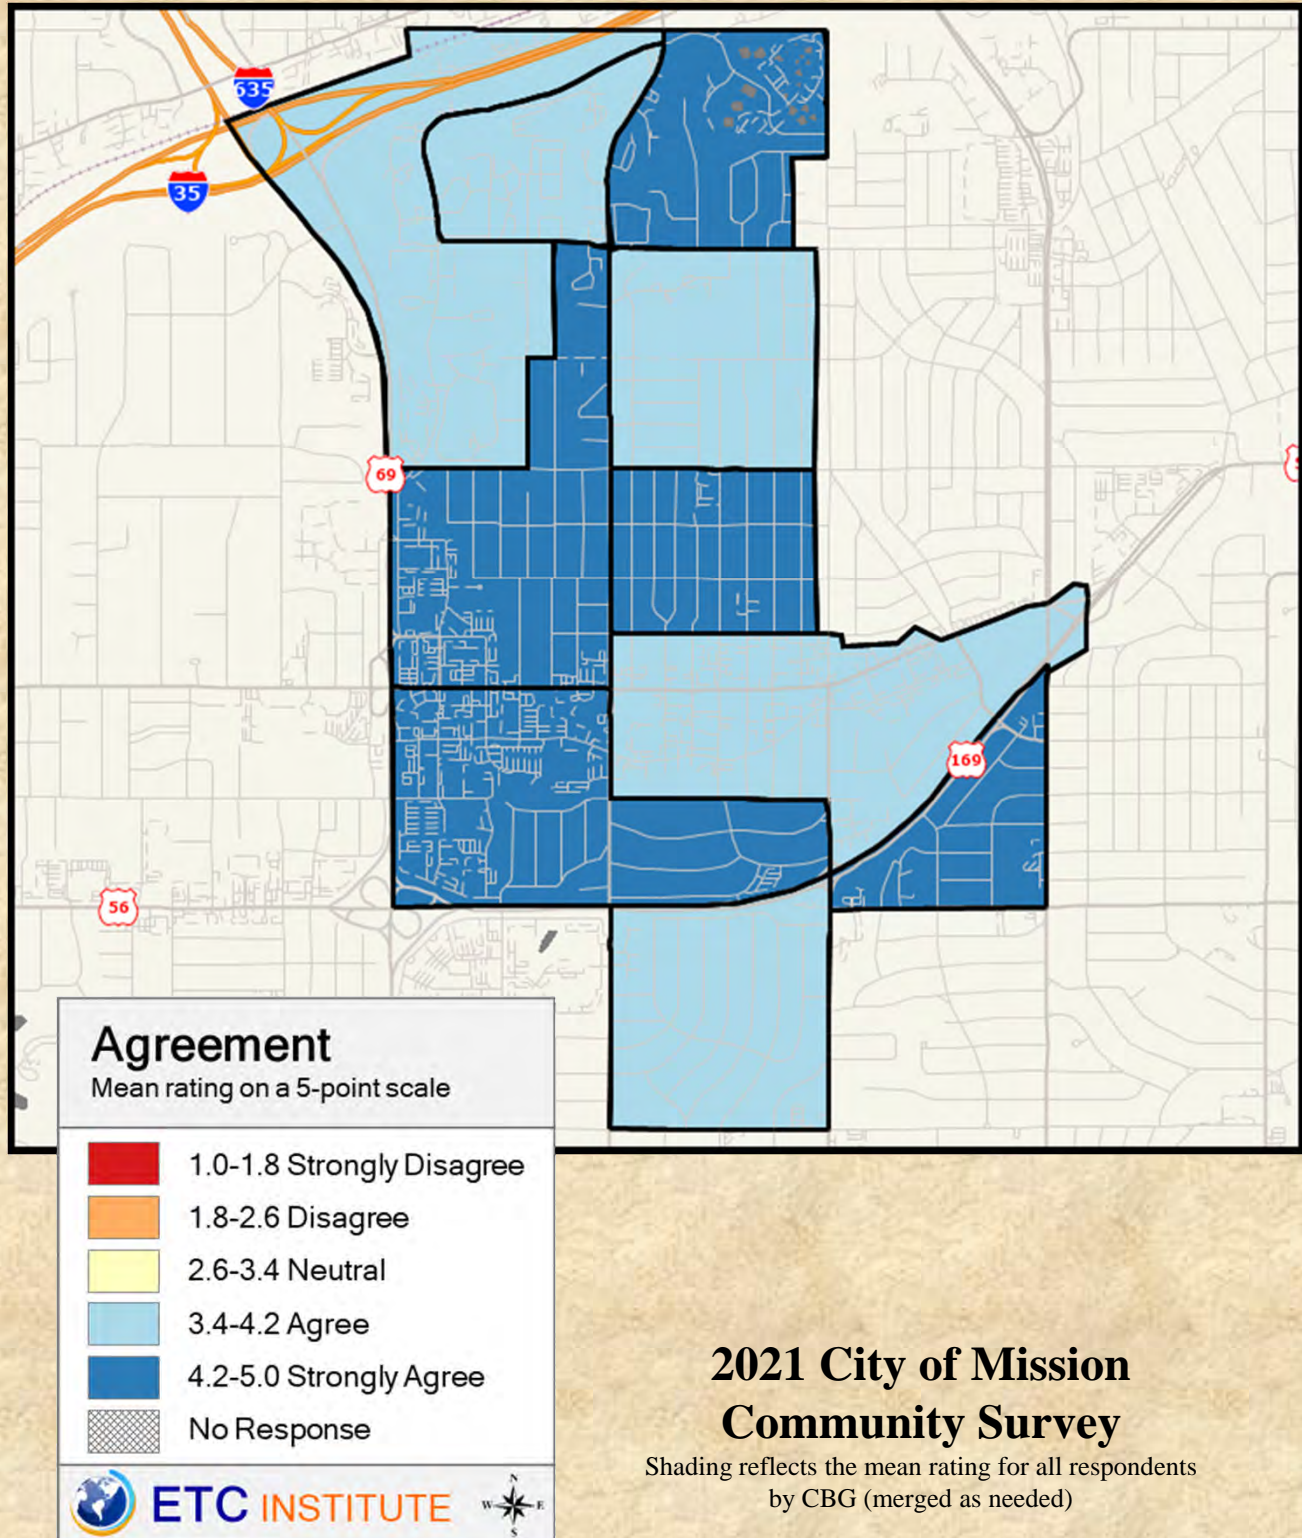 635
35
69
169
56
Agreement
Mean rating on a 5-point scale
1.0-1.8 Strongly Disagree
1.8-2.6 Disagree
2.6-3.4 Neutral
3.4-4.2 Agree
4.2-5.0 Strongly Agree
No Response
ETC INSTITUTE
N
W E
S
2021 City of Mission
Community Survey
Shading reflects the mean rating for all respondents
by CBG (merged as needed)